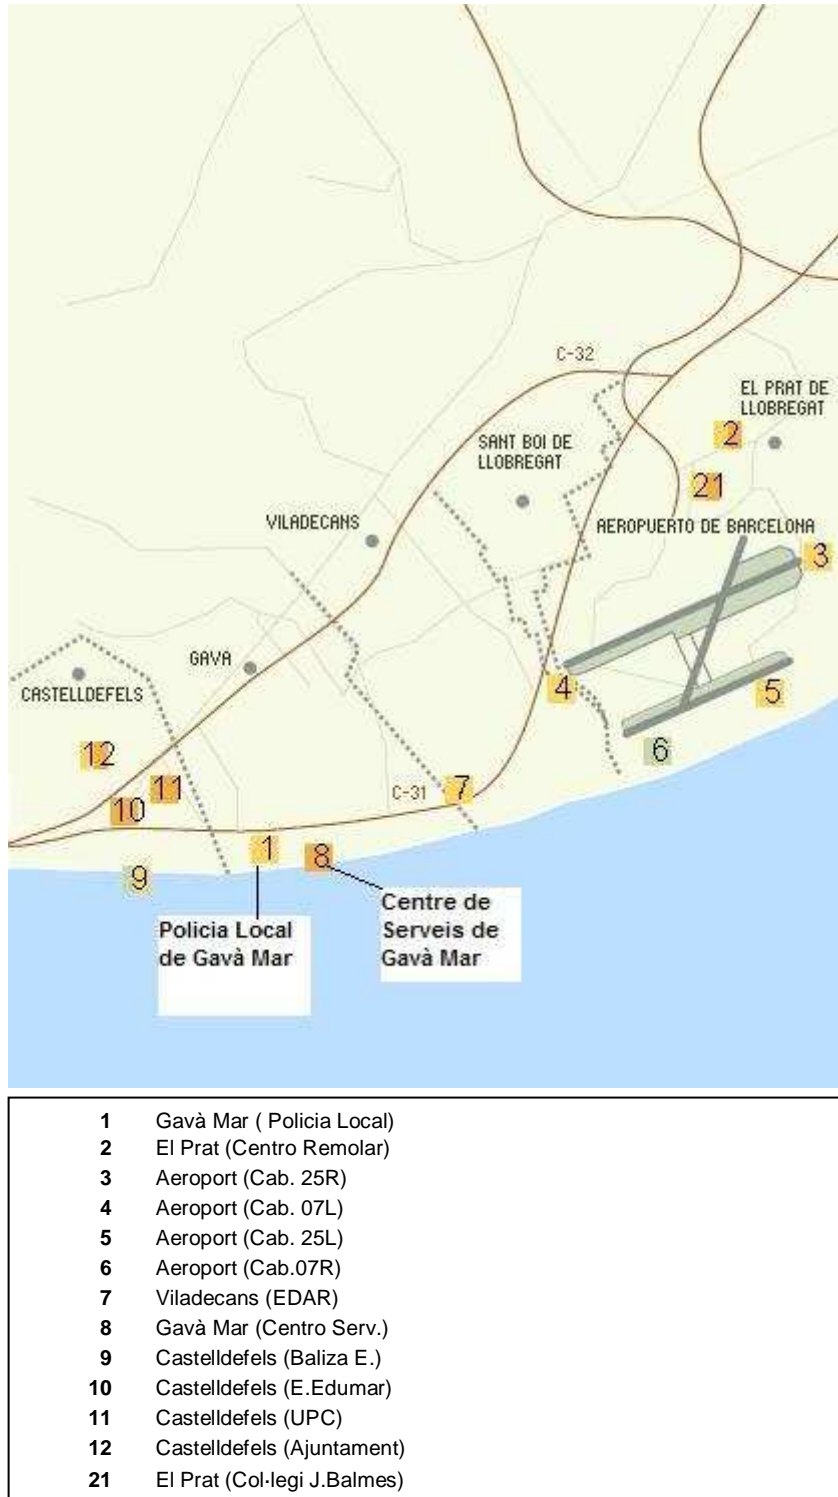 C-32
EL PRAT DE
LLOBREGAT
2
SANT BOI DE
LLOBREGAT
21
VILADECANS
AEROPUERTO DE BARCELONA
3
GAVA
4
5
CASTELLDEFELS
6
12
11
7
C-31
10
1
8
9
Policia Local
de Gavà Mar
Centre de
Serveis de
Gavà Mar
1 Gavà Mar ( Policia Local)
2 El Prat (Centro Remolar)
3 Aeroport (Cab. 25R)
4 Aeroport (Cab. 07L)
5 Aeroport (Cab. 25L)
6 Aeroport (Cab.07R)
7 Viladecans (EDAR)
8 Gavà Mar (Centro Serv.)
9 Castelldefels (Baliza E.)
10 Castelldefels (E.Edumar)
11 Castelldefels (UPC)
12 Castelldefels (Ajuntament)
21 El Prat (Col·legi J.Balmes)